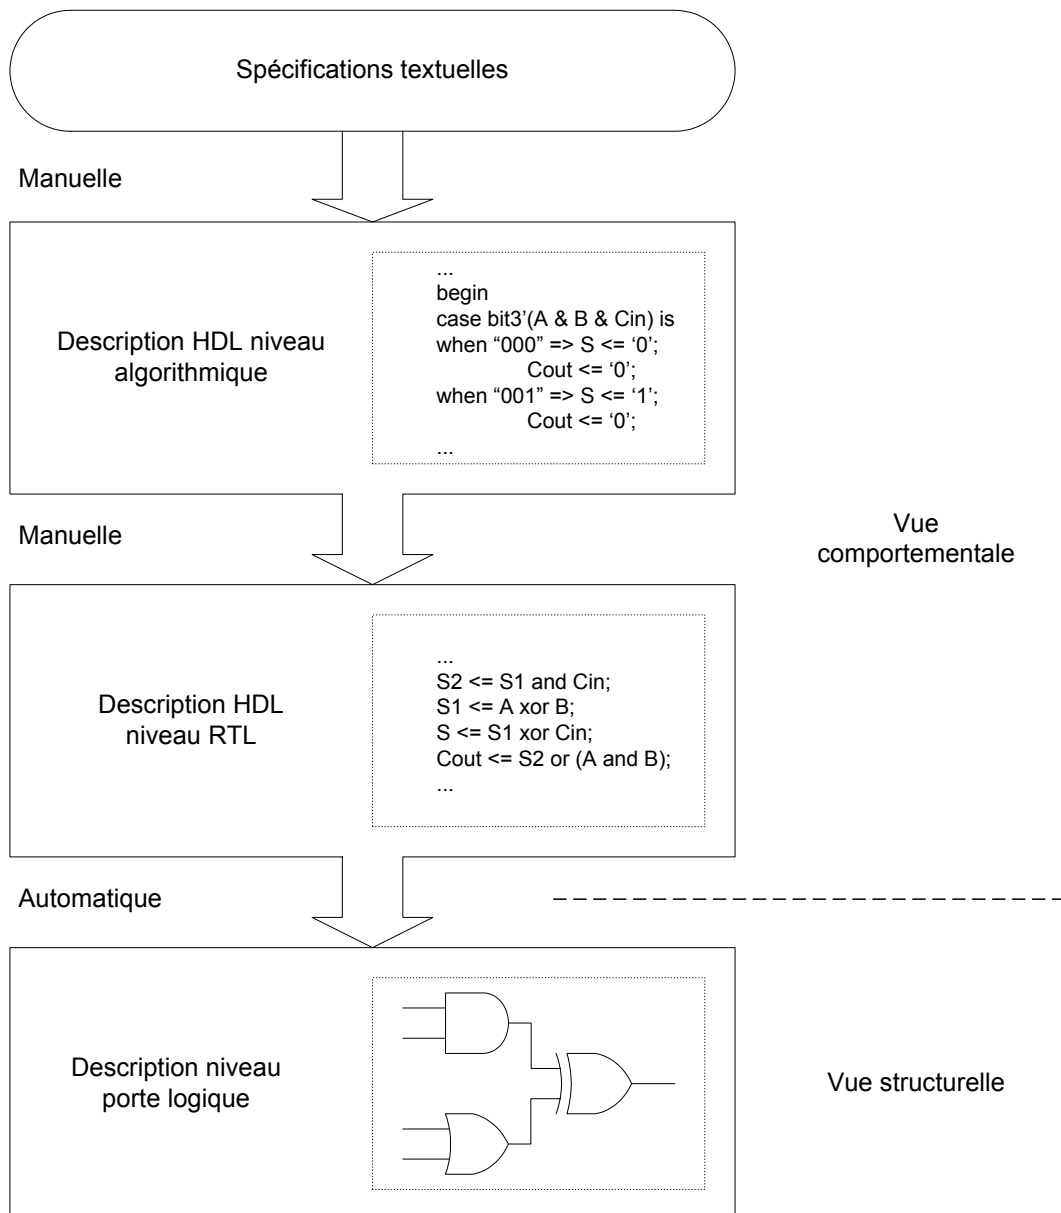 Spécifications textuelles
Manuelle
Description HDL niveau
algorithmique
...
begin
case bit3’(A & B & Cin) is
when “000” => S <= ‘0’;
Cout <= ‘0’;
when “001” => S <= ‘1’;
Cout <= ‘0’;
...
Manuelle
Vue
comportementale
Description HDL
niveau RTL
...
S2 <= S1 and Cin;
S1 <= A xor B;
S <= S1 xor Cin;
Cout <= S2 or (A and B);
...
Automatique
Description niveau
porte logique
Vue structurelle